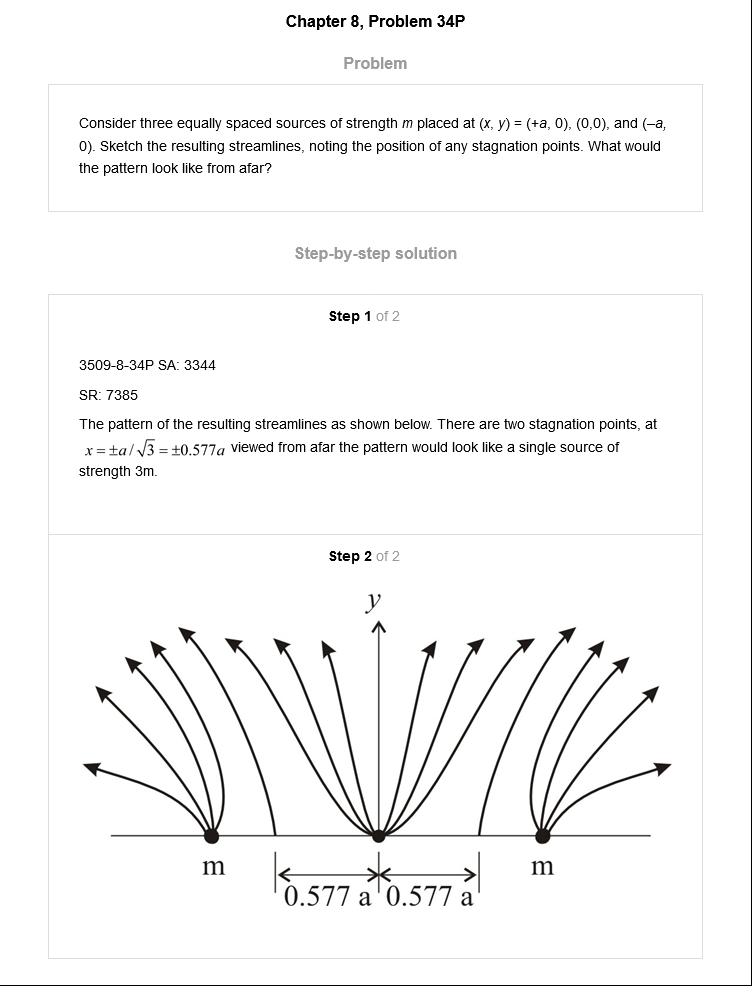 Chapter 8, Problem 34P
Problem
Consider three equally spaced sources of strength m placed at (x, y) = (+a, 0), (0,0), and (–a,
0). Sketch the resulting streamlines, noting the position of any stagnation points. What would
the pattern look like from afar?
Step-by-step solution
Step 1 of 2
3509-8-34P SA: 3344
SR: 7385
The pattern of the resulting streamlines as shown below. There are two stagnation points, at
x = ±a/√3 = ±0.577a viewed from afar the pattern would look like a single source of
strength 3m.
Step 2 of 2
y
m
m
0.577 a 0.577 a